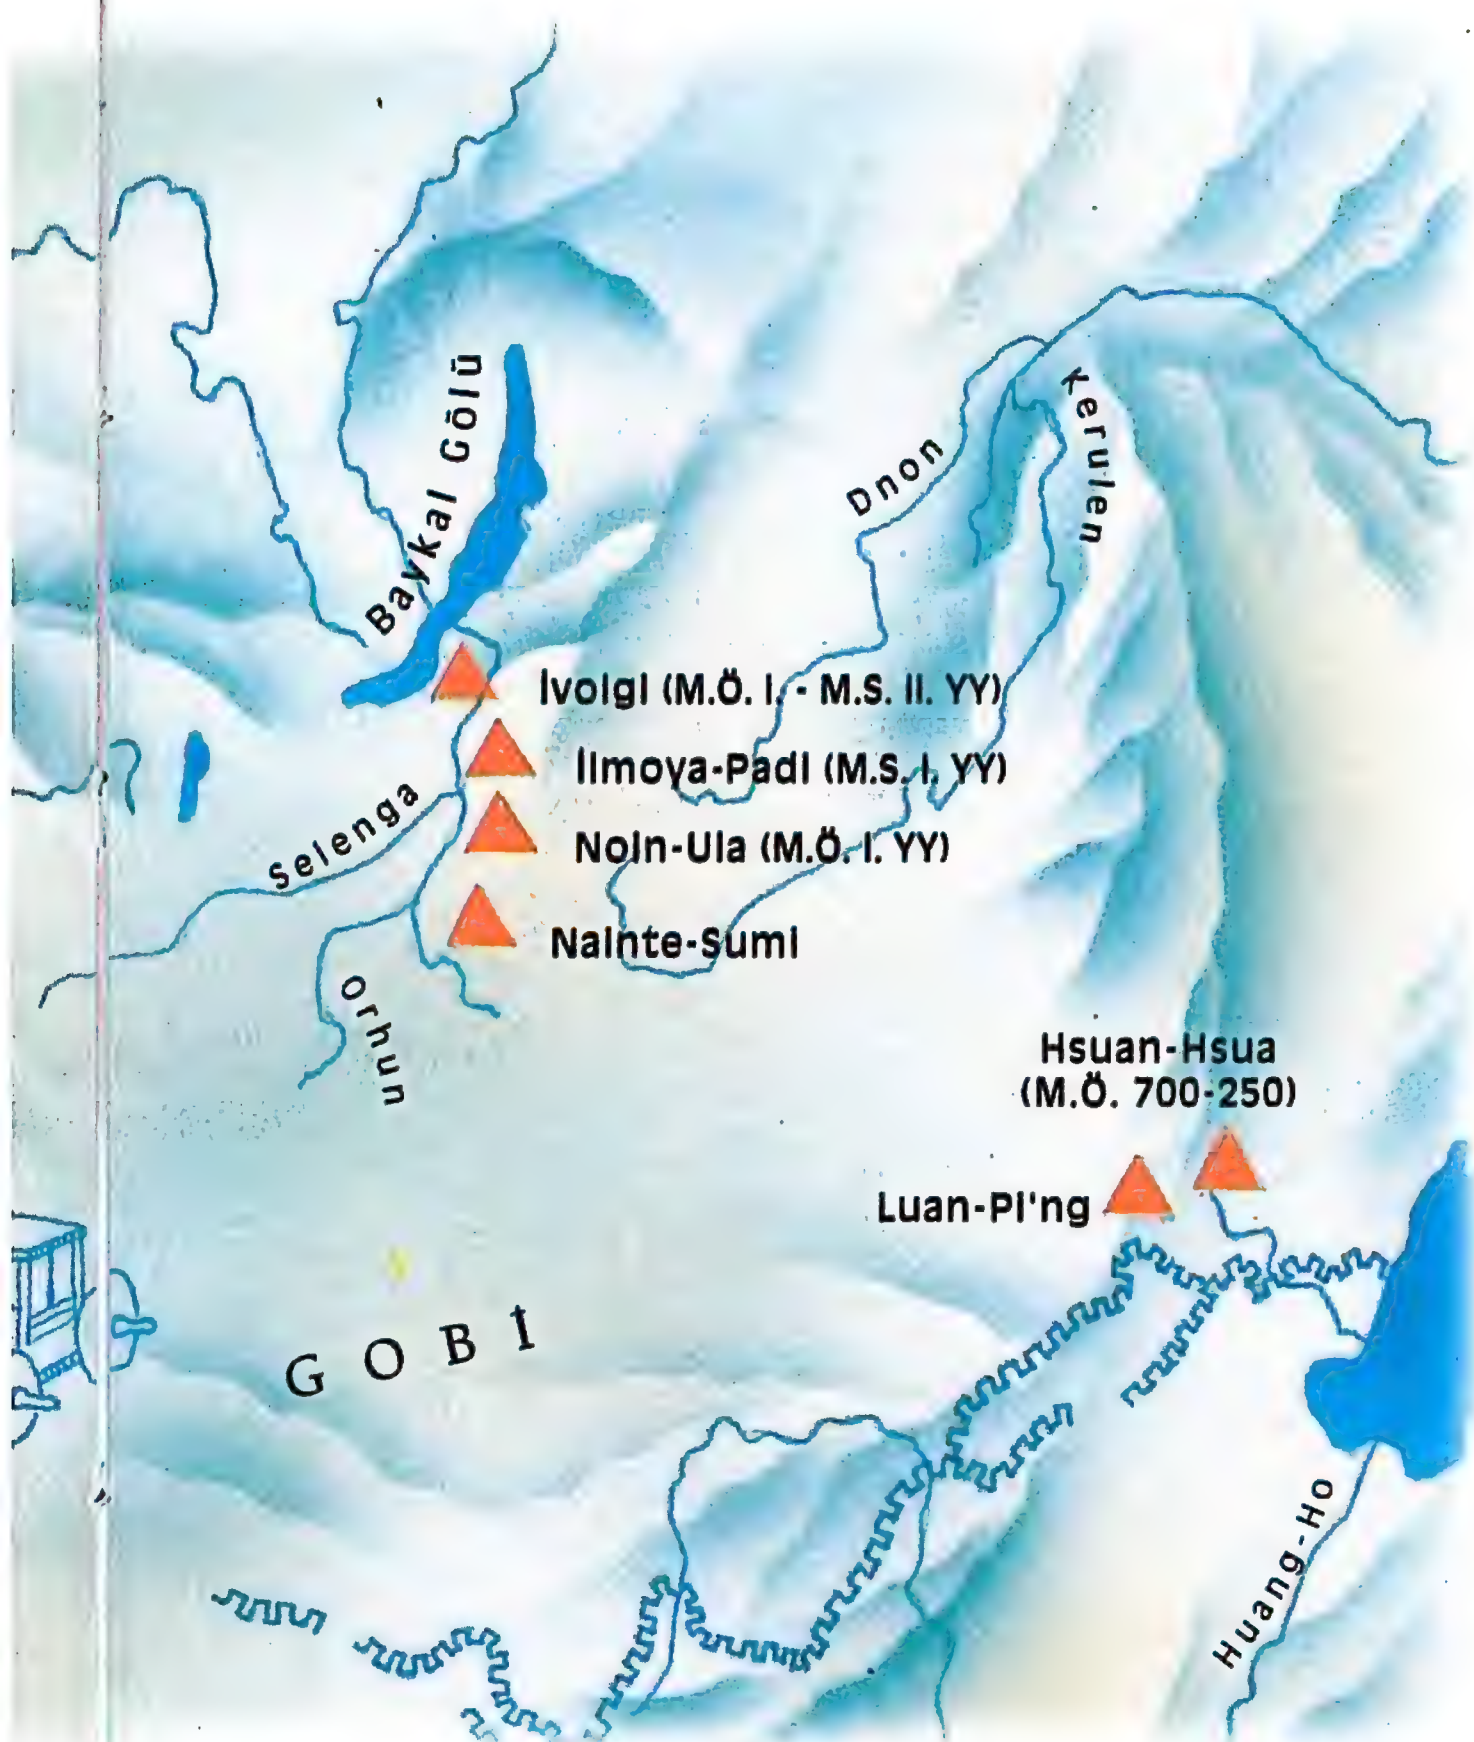 Baykal Gölü
Dnon
Kerulen
İvolgi (M.Ö. I. - M.S. II. YY)
İlmoya-Padi (M.S. I. YY)
Selenga
Noin-Ula (M.Ö. I. YY)
Nainte-Sumi
Orhun
Hsuan-Hsua
(M.Ö. 700-250)
Luan-Pi'ng
GOBİ
Huang-Ho